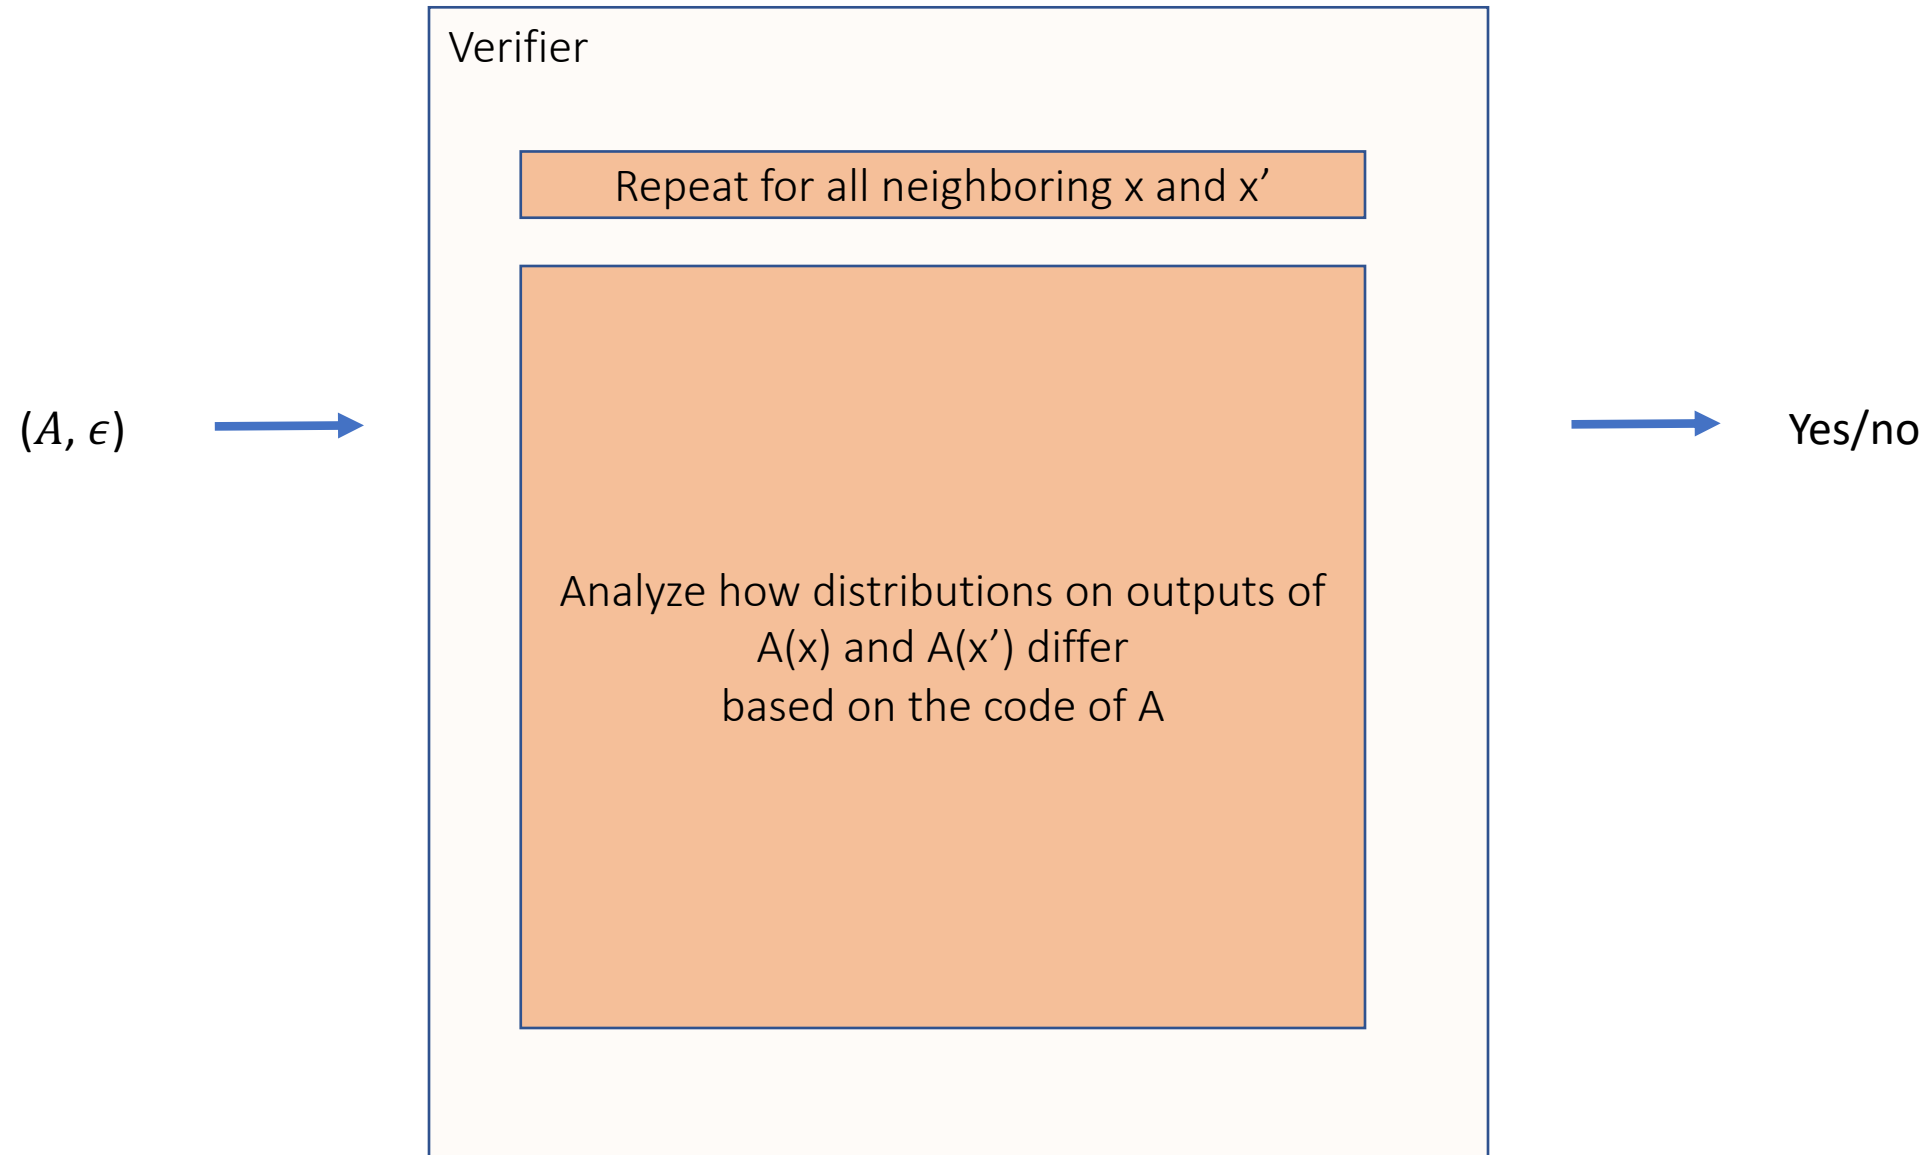 Verifier
Repeat for all neighboring x and x’
(A, ϵ)
Yes/no
Analyze how distributions on outputs of
A(x) and A(x’) differ
based on the code of A